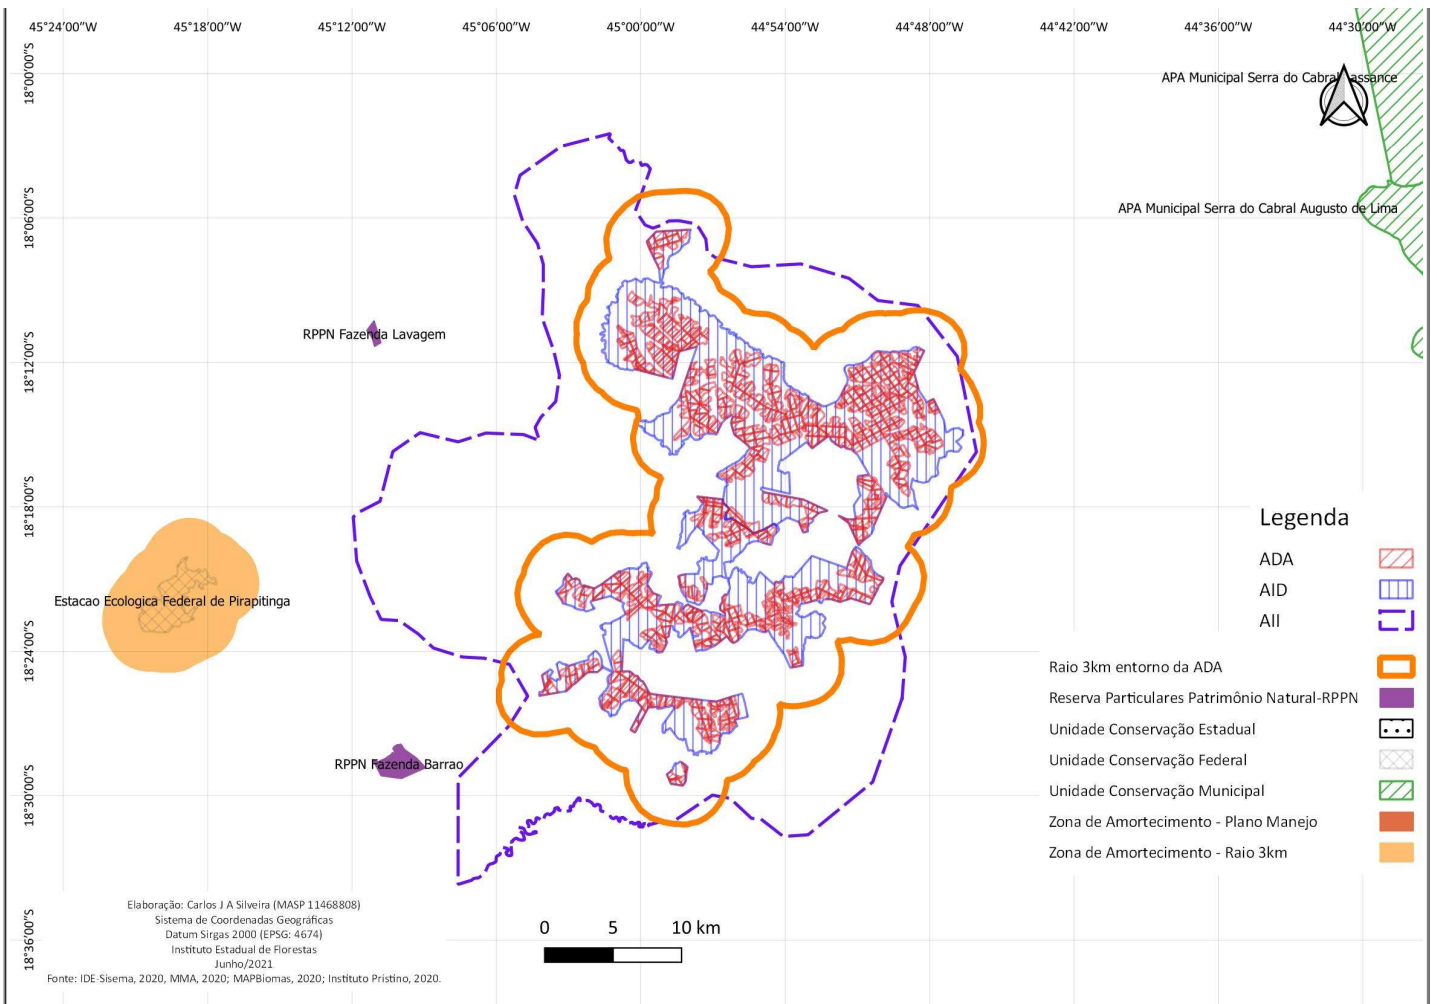 45°24'00"W 45°18'00"W 45°12'00"W 45°06'00"W 45°00'00"W 44°54'00"W 44°48'00"W 44°42'00"W 44°36'00"W 44°30'00"W
18°00'00"S
APA Municipal Serra do Cabral assance
18°06'00"S
APA Municipal Serra do Cabral Augusto de Lima
RPPN Fazenda Lavagem
18°12'00"S
18°18'00"S
Legenda
ADA
AID
AII
Estacao Ecologica Federal de Pirapitinga
18°24'00"S
Raio 3km entorno da ADA
Reserva Particulares Patrimônio Natural-RPPN
Unidade Conservação Estadual
Unidade Conservação Federal
RPPN Fazenda Barrao
18°30'00"S
Unidade Conservação Municipal
Zona de Amortecimento - Plano Manejo
Zona de Amortecimento - Raio 3km
18°36'00"S
Elaboração: Carlos J A Silveira (MASP 11468808)
Sistema de Coordenadas Geográficas
Datum Sirgas 2000 (EPSG: 4674)
Instituto Estadual de Florestas
Junho/2021
Fonte: IDE-Sisema, 2020, MMA, 2020; MAPBiomas, 2020; Instituto Pristino, 2020.
0 5 10 km